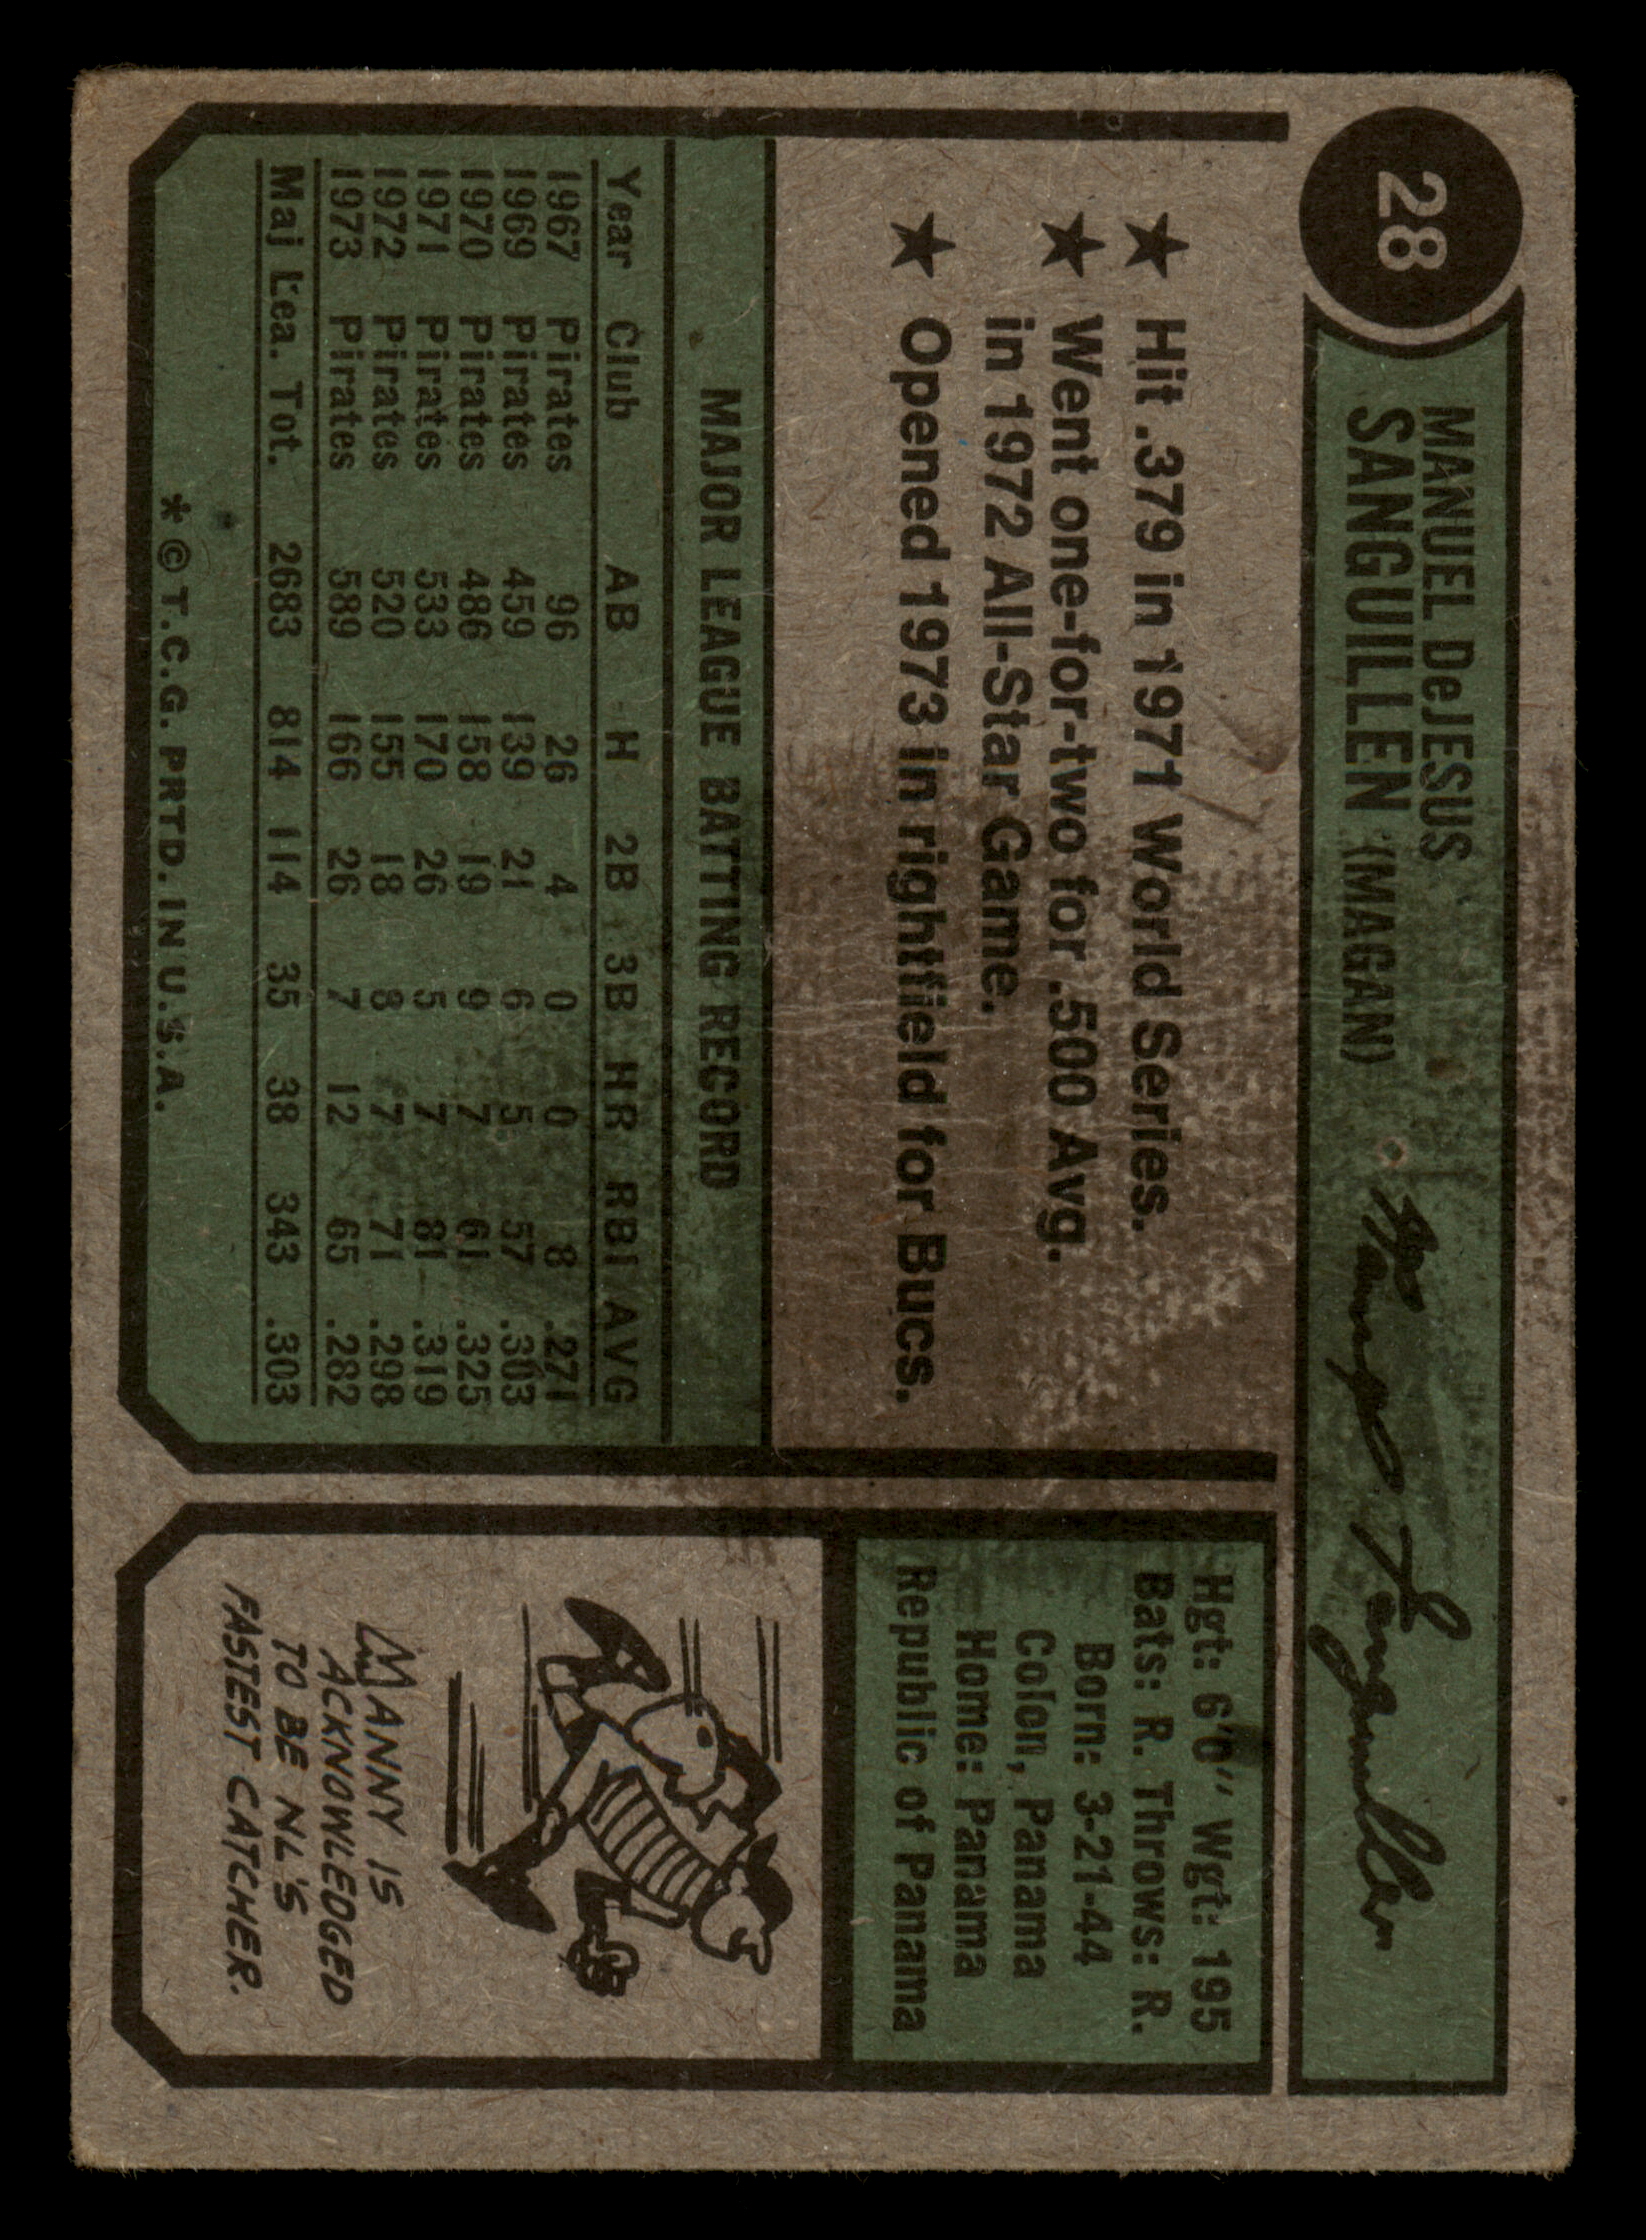 28
MANUEL DeJESUS
SANGUILLEN (MAGAN)
Manuel Sanguillen
★ Hit .379 in 1971 World Series.
★ Went one-for-two for .500 Avg.
in 1972 All-Star Game.
★ Opened 1973 in rightfield for Bucs.
MAJOR LEAGUE BATTING RECORD
Year Club AB H 2B 3B HR RBI AVG
1967 Pirates 96 26 4 0 0 8 .271
1969 Pirates 459 139 21 6 5 57 .303
1970 Pirates 486 158 19 9 7 61 .325
1971 Pirates 533 170 26 5 7 81 .319
1972 Pirates 520 155 18 8 7 71 .298
1973 Pirates 589 166 26 7 12 65 .282
Maj Lea. Tot. 2683 814 114 35 38 343 .303
* © T.C.G. PRTD. IN U.S.A.
Hgt: 6'0" Wgt: 195
Bats: R. Throws: R.
Born: 3-21-44
Colon, Panama
Home: Panama
Republic of Panama
MANNY IS
ACKNOWLEDGED
TO BE NL'S
FASTEST CATCHER.